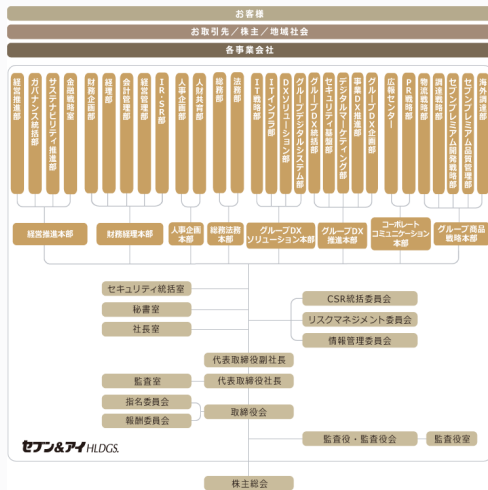 お客様
お取引先／株主／地域社会
各事業会社
経営推進部
ガバナンス統括部
サステナビリティ推進部
金融戦略室
財務企画部
経理部
会計管理部
経営管理部
IR・SR部
人事企画部
人財共育部
総務部
法務部
IT戦略部
ITインフラ部
DXソリューション部
グループデジタルシステム部
グループDX統括部
セキュリティ基盤部
デジタルマーケティング部
事業DX推進部
グループDX企画部
広報センター
PR戦略部
物流戦略部
調達戦略部
セブンプレミアム開発戦略部
セブンプレミアム品質管理部
海外調達部
経営推進本部
財務経理本部
人事企画
本部
総務法務
本部
グループDX
ソリューション本部
グループDX
推進本部
コーポレート
コミュニケーション
本部
グループ商品
戦略本部
セキュリティ統括室
秘書室
社長室
CSR統括委員会
リスクマネジメント委員会
情報管理委員会
代表取締役副社長
監査室
代表取締役社長
指名委員会
報酬委員会
取締役会
監査役・監査役会
監査役室
セブン&アイ HLDGS.
株主総会